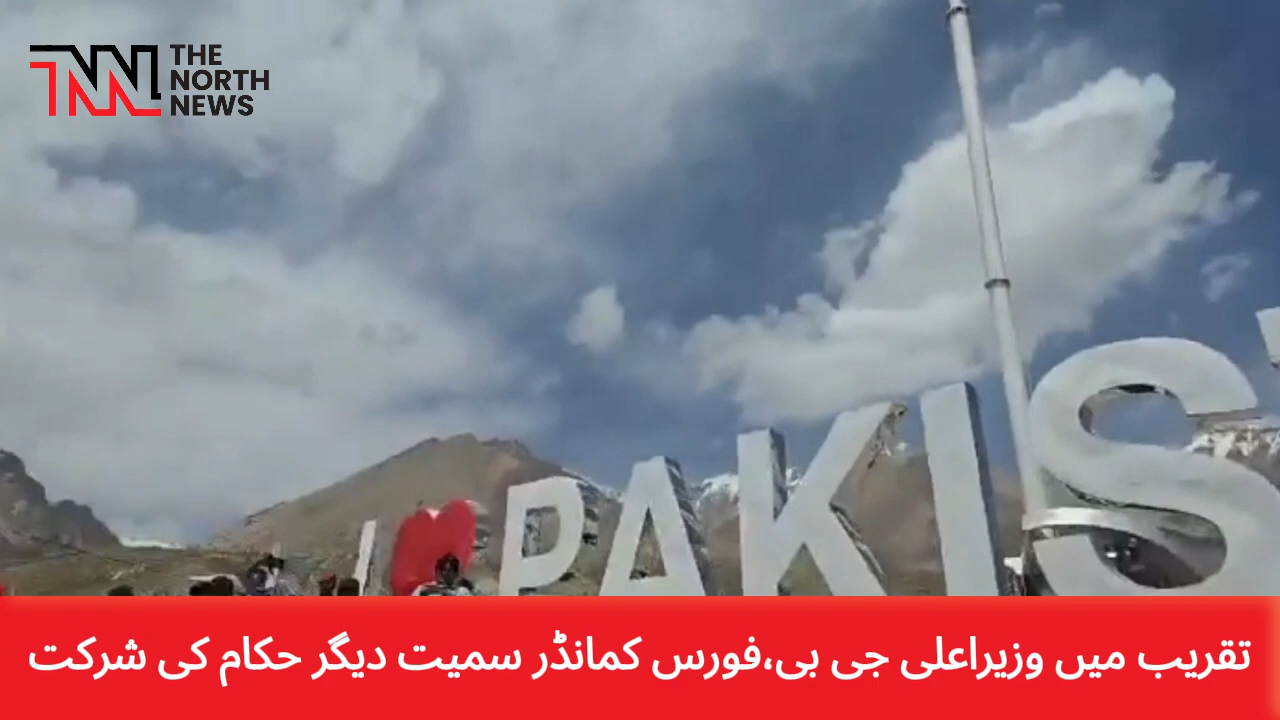 THE
NORTH
NEWS
I PAKIS
تقریب میں وزیراعلی جی بی،فورس کمانڈر سمیت دیگر حکام کی شرکت